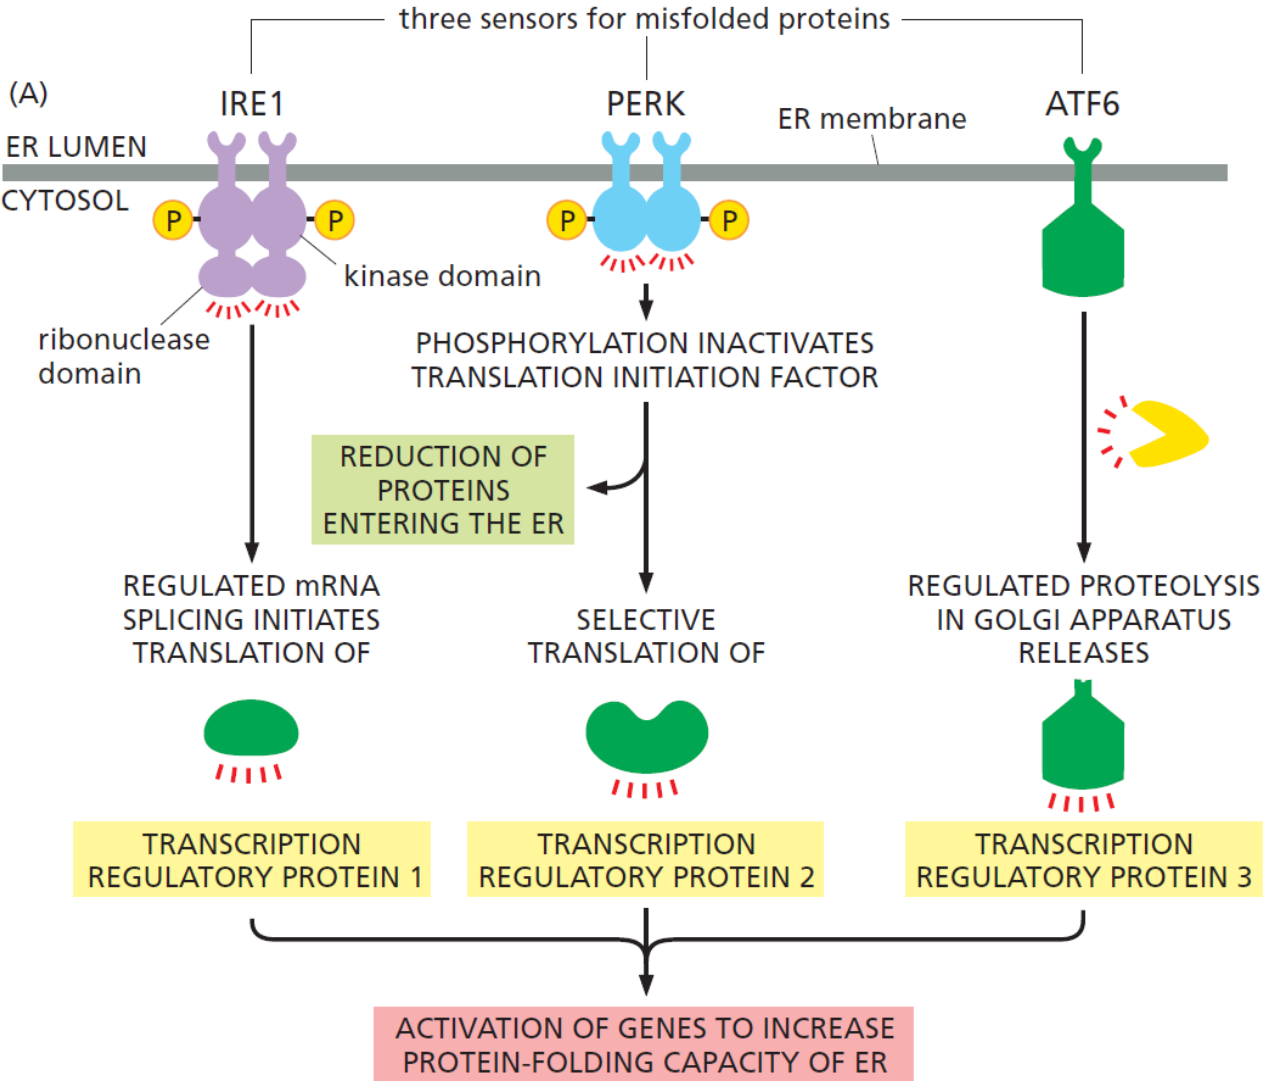 three sensors for misfolded proteins
(A)
IRE1
PERK
ATF6
ER membrane
ER LUMEN
CYTOSOL
P
P
P
P
kinase domain
ribonuclease
domain
PHOSPHORYLATION INACTIVATES
TRANSLATION INITIATION FACTOR
REDUCTION OF
PROTEINS
ENTERING THE ER
REGULATED mRNA
SPLICING INITIATES
TRANSLATION OF
SELECTIVE
TRANSLATION OF
REGULATED PROTEOLYSIS
IN GOLGI APPARATUS
RELEASES
TRANSCRIPTION
REGULATORY PROTEIN 1
TRANSCRIPTION
REGULATORY PROTEIN 2
TRANSCRIPTION
REGULATORY PROTEIN 3
ACTIVATION OF GENES TO INCREASE
PROTEIN-FOLDING CAPACITY OF ER